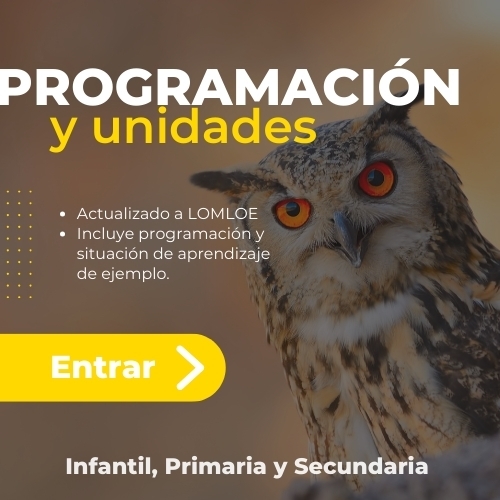 PROGRAMACIÓN
y unidades
• Actualizado a LOMLOE
• Incluye programación y
situación de aprendizaje
de ejemplo.
Entrar
Infantil, Primaria y Secundaria